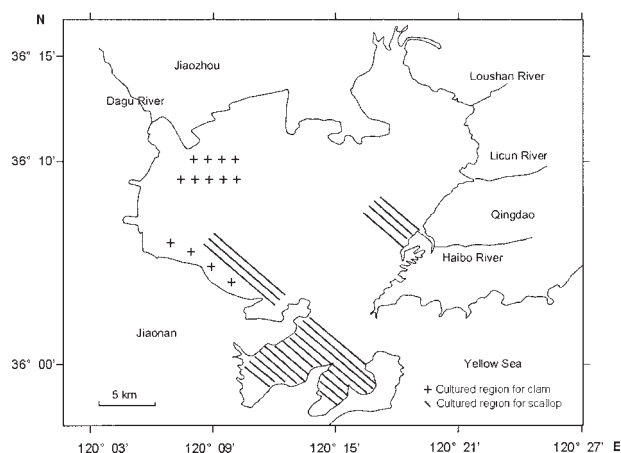 N
36° 15'
Jiaozhou
Loushan River
Dagu River
36° 10'
Licun River
Qingdao
Haibo River
Jiaonan
36° 00'
Yellow Sea
+ Cultured region for clam
\ Cultured region for scallop
5 km
120° 03' 120° 09' 120° 15' 120° 21' 120° 27' E